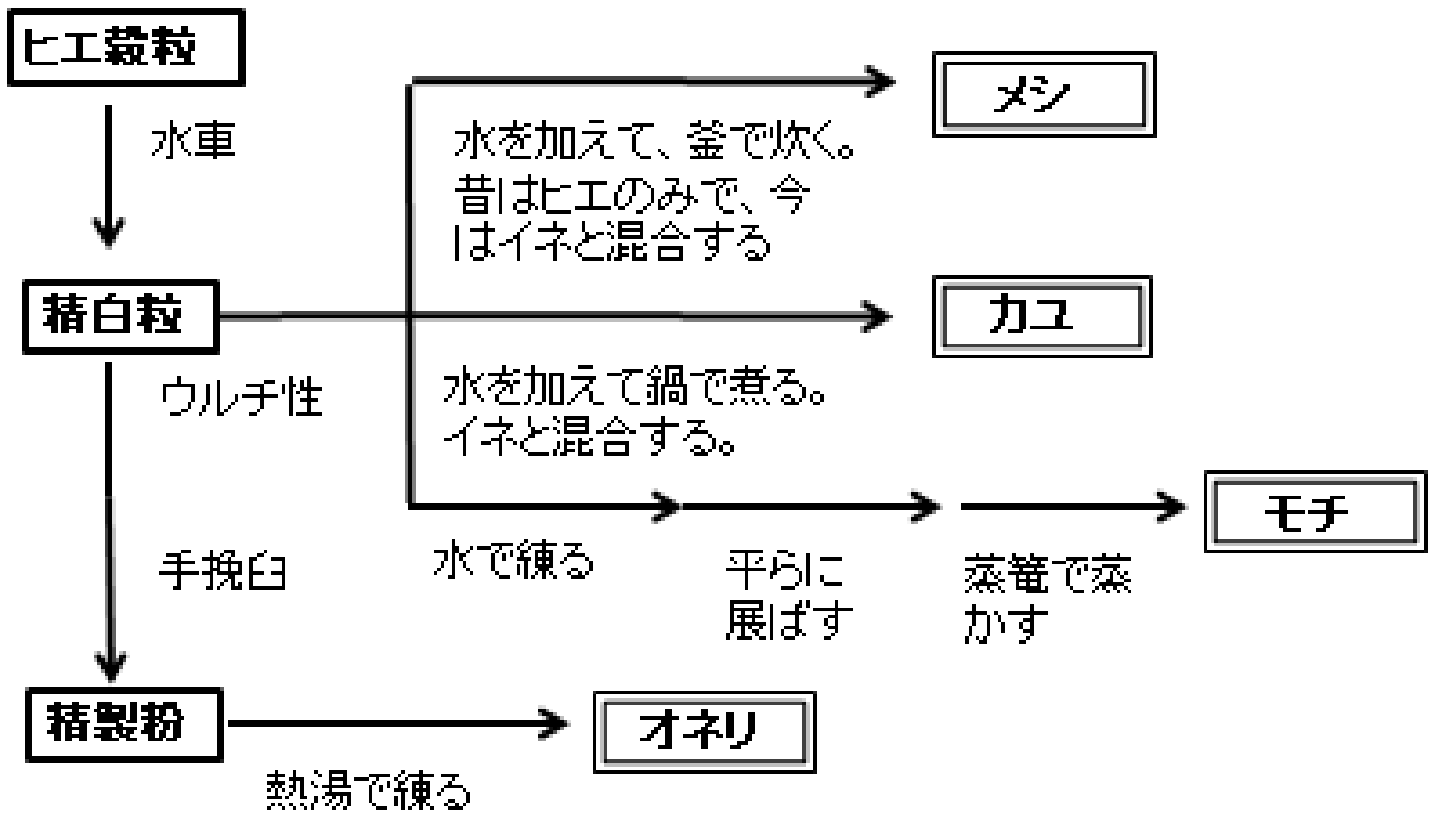 ヒエ穀粒
水車
メシ
水を加えて、釜で炊く。
昔はヒエのみで、今
はイネと混合する
精白粒
カユ
ウルチ性
水を加えて鍋で煮る。
イネと混合する。
モチ
手挽臼
水で練る
平らに
展ばす
蒸篭で蒸
かす
精製粉
オネリ
熱湯で練る